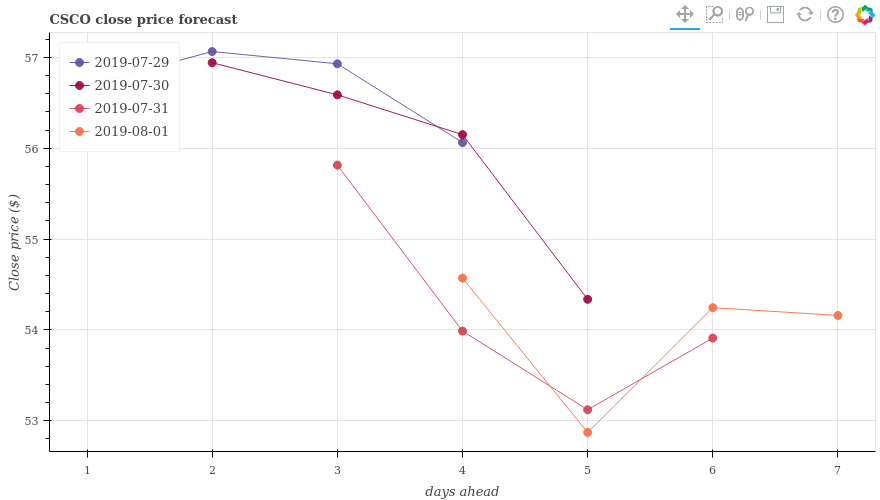 CSCO close price forecast
2019-07-29
2019-07-30
2019-07-31
2019-08-01
57
56
55
54
53
Close price ($)
1 2 3 4 5 6 7
days ahead